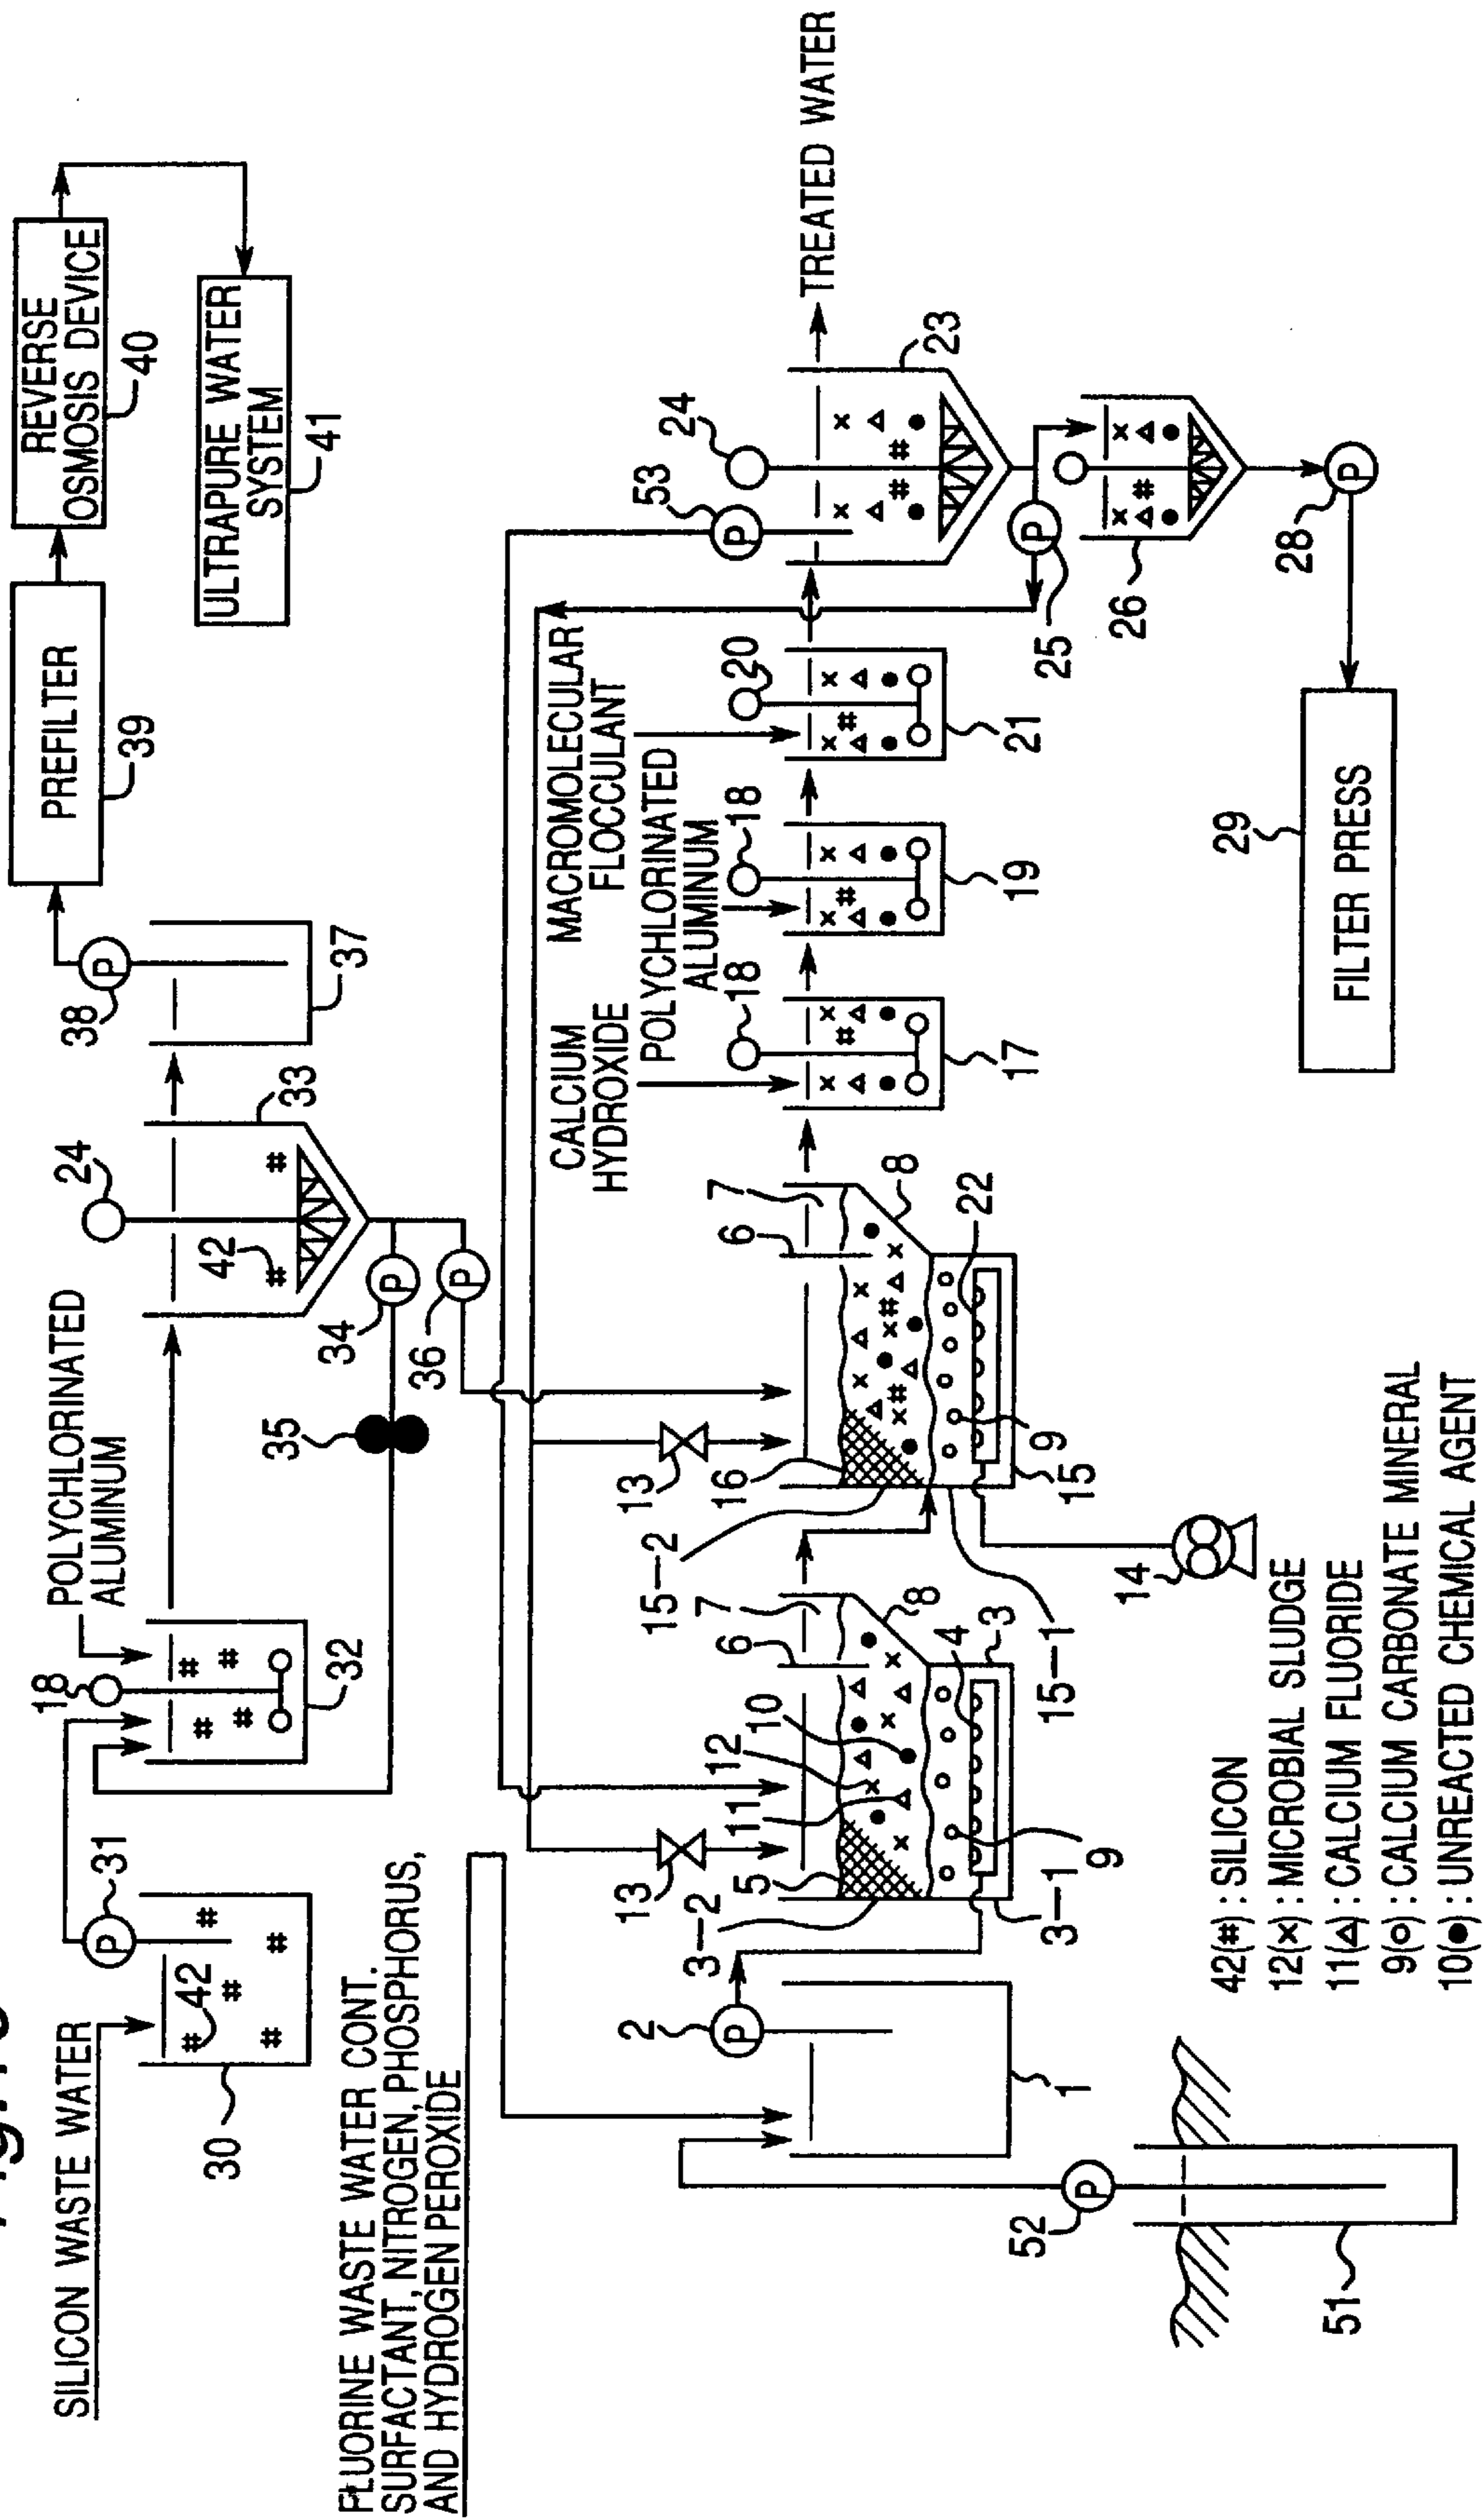 SILICON WASTE WATER
30
42
P
31
18
POLYCHLORINATED
ALUMINUM
32
35
24
42
33
P
34
P
36
P
38
37
PREFILTER
39
REVERSE
OSMOSIS DEVICE
40
ULTRAPURE WATER
SYSTEM
41
FLUORINE WASTE WATER CONT.
SURFACTANT, NITROGEN, PHOSPHORUS,
AND HYDROGEN PEROXIDE
P
2
1
P
52
51
3-2
13
5
11
12
10
6
7
8
4
3
3-1
9
15-2
13
16
6
7
8
22
9
15
15-1
14
CALCIUM
HYDROXIDE
18
17
POLYCHLORINATED
ALUMINUM
18
19
MACROMOLECULAR
FLOCCULANT
20
21
P
53
24
23
TREATED WATER
P
25
26
P
28
FILTER PRESS
29
42(#) : SILICON
12(×) : MICROBIAL SLUDGE
11(△) : CALCIUM FLUORIDE
9(○) : CALCIUM CARBONATE MINERAL
10(●) : UNREACTED CHEMICAL AGENT